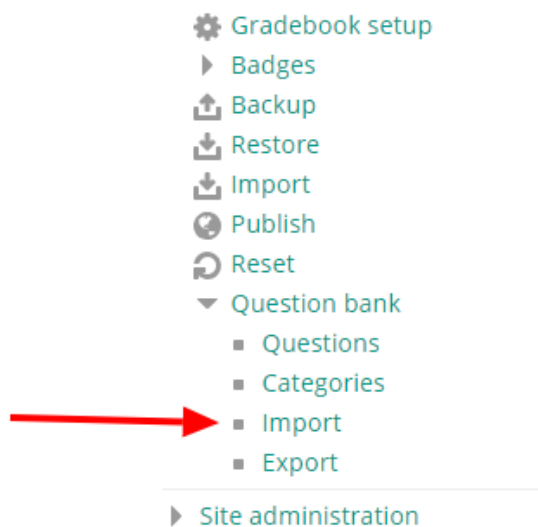 Gradebook setup
Badges
Backup
Restore
Import
Publish
Reset
Question bank
Questions
Categories
Import
Export
Site administration